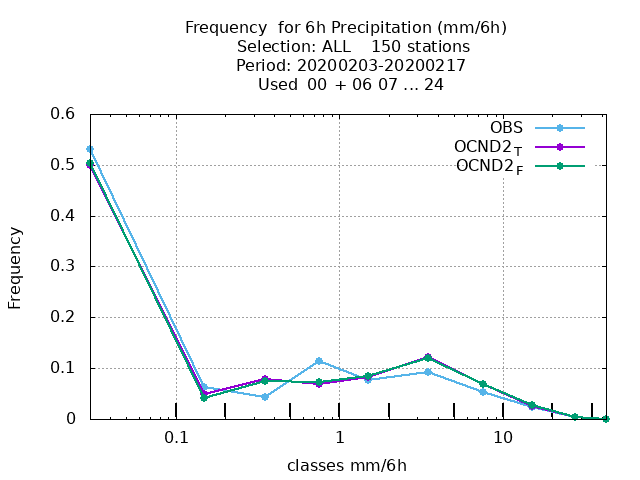 Frequency  for 6h Precipitation (mm/6h)
Selection: ALL    150 stations
Period: 20200203-20200217
Used  00 + 06 07 ... 24
OBS
OCND2T
OCND2F
0.6
0.5
0.4
0.3
0.2
0.1
0
Frequency
0.1 1 10
classes mm/6h